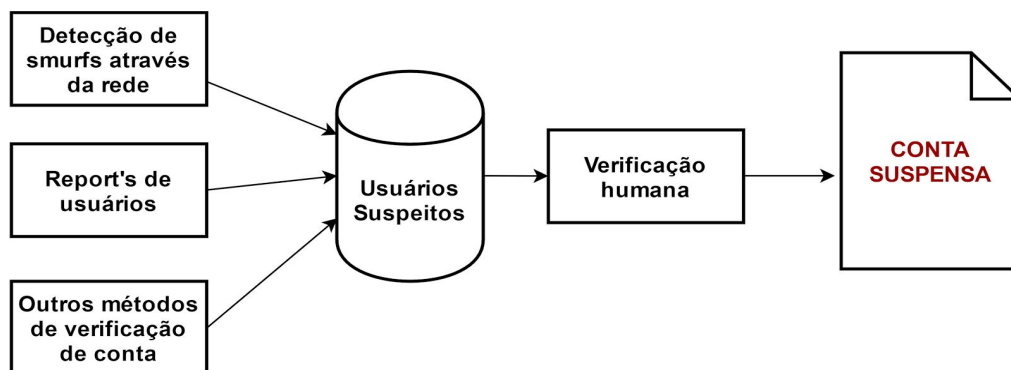 Detecção de
smurfs através
da rede
Report's de
usuários
Outros métodos
de verificação
de conta
Usuários
Suspeitos
Verificação
humana
CONTA
SUSPENSA